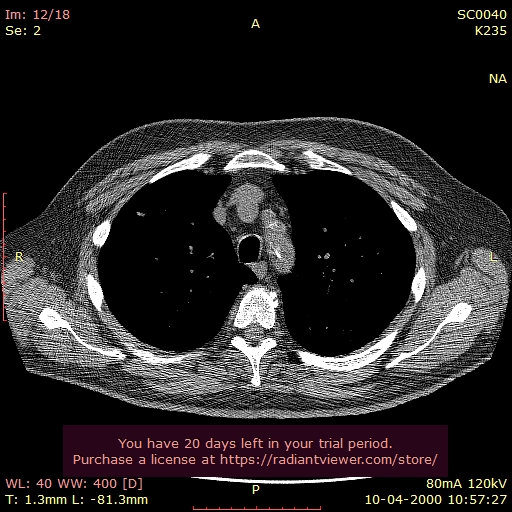 Im: 12/18
Se: 2
A
SC0040
K235
NA
R
L
You have 20 days left in your trial period.
Purchase a license at https://radiantviewer.com/store/
WL: 40 WW: 400 [D]
T: 1.3mm L: -81.3mm
P
80mA 120kV
10-04-2000 10:57:27